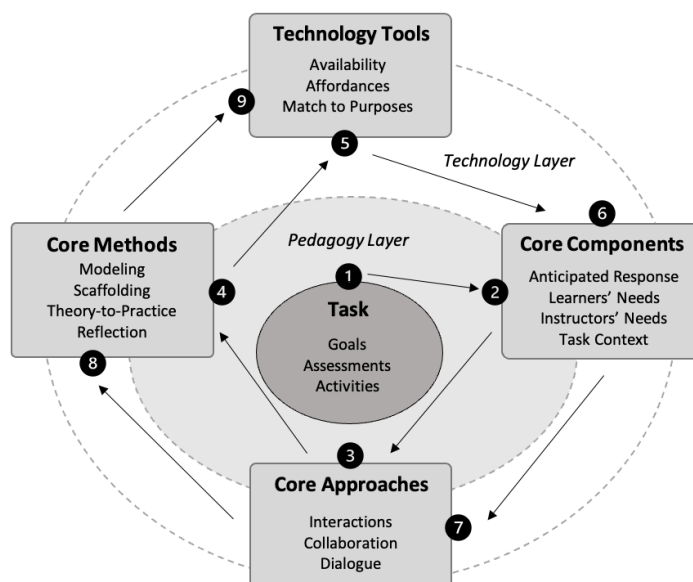 Technology Tools
Availability
Affordances
Match to Purposes
9
5
Technology Layer
6
Core Methods
Modeling
Scaffolding
Theory-to-Practice
Reflection
4
8
Pedagogy Layer
1
Task
Goals
Assessments
Activities
2
Core Components
Anticipated Response
Learners' Needs
Instructors' Needs
Task Context
3
Core Approaches
Interactions
Collaboration
Dialogue
7